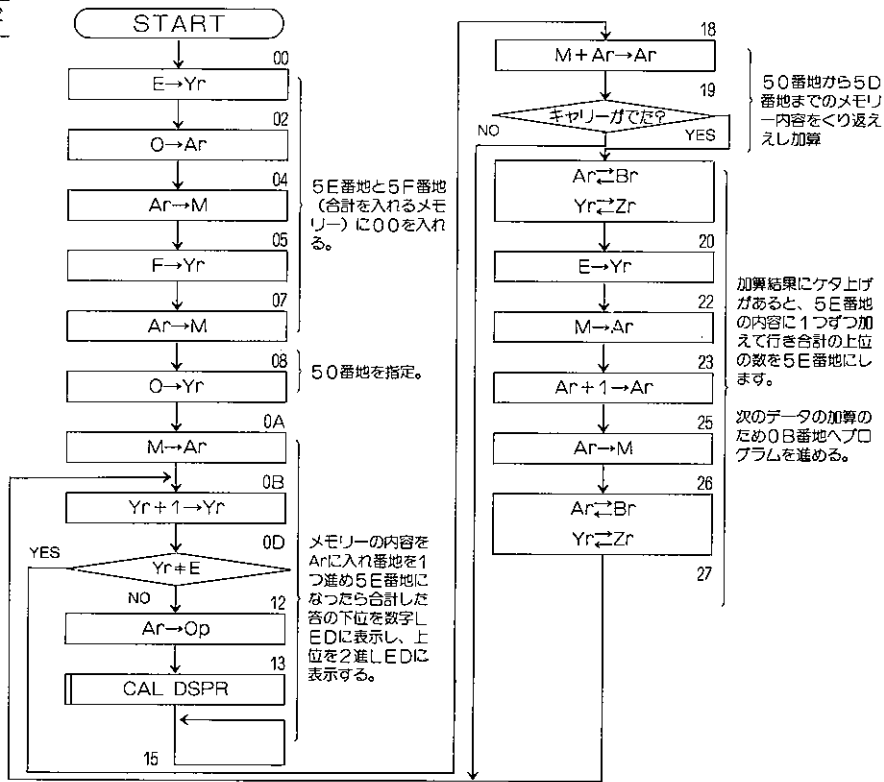 START
00
E→Yr
02
0→Ar
04
Ar→M
05
F→Yr
07
Ar→M
08
0→Yr
0A
M→Ar
0B
Yr+1→Yr
0D
YES
Yr≠E
NO
12
Ar→Op
13
CAL DSPR
15
5E番地と5F番地
(合計を入れるメモ
リー)に00を入れ
る。
50番地を指定。
メモリーの内容を
Arに入れ番地を1
つ進め5E番地に
なったら合計した
答の下位を数字L
EDに表示し、上
位を2進LEDに
表示する。
18
M+Ar→Ar
19
キャリーがでた?
NO
YES
Ar⇄Br
Yr⇄Zr
20
E→Yr
22
M→Ar
23
Ar+1→Ar
25
Ar→M
26
Ar⇄Br
Yr⇄Zr
27
50番地から5D
番地までのメモリ
ー内容をくり返え
えし加算
加算結果にケタ上げ
があると、5E番地
の内容に1つずつ加
えて行き合計の上位
の数を5E番地にし
ます。
次のデータの加算の
ため0B番地へプロ
グラムを進める。